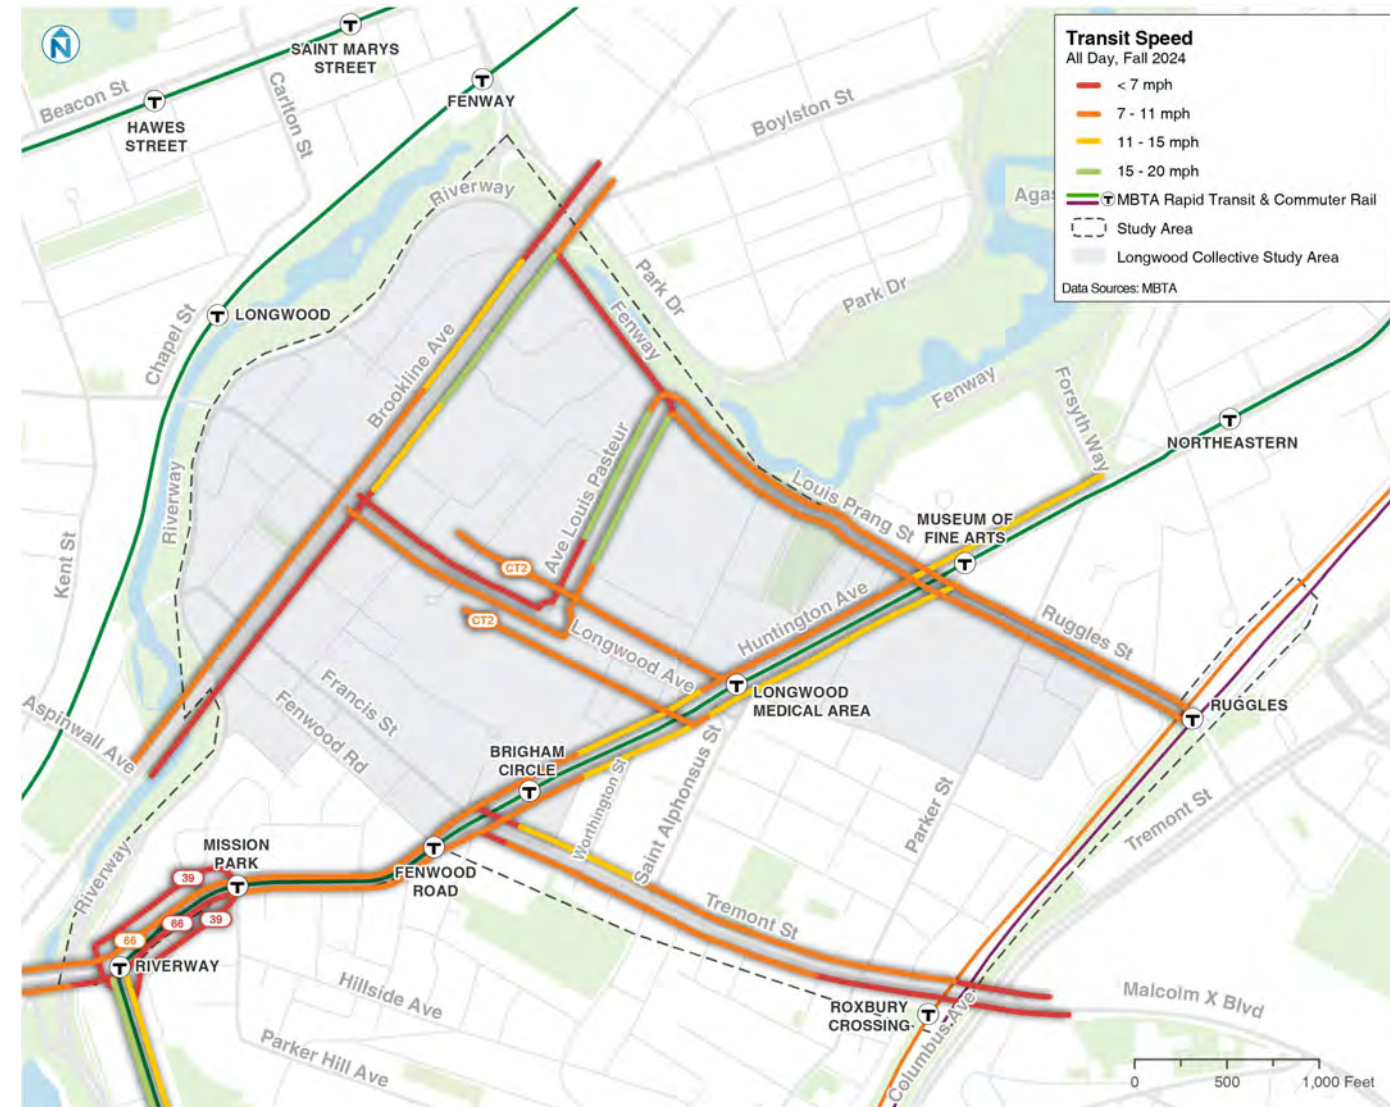 N
SAINT MARYS
STREET
Beacon St
HAWES
STREET
Carlton St
FENWAY
Boylston St
Transit Speed
All Day, Fall 2024
< 7 mph
7 - 11 mph
11 - 15 mph
15 - 20 mph
T MBTA Rapid Transit & Commuter Rail
Study Area
Longwood Collective Study Area
Data Sources: MBTA
Riverway
Park Dr
Park Dr
LONGWOOD
Chapel St
Fenway
Brookline Ave
Fenway
Forsyth Way
NORTHEASTERN
Riverway
Ave Louis Pasteur
Louis Prang St
MUSEUM OF
FINE ARTS
Kent St
CT2
CT2
Huntington Ave
Ruggles St
Longwood Ave
LONGWOOD
MEDICAL AREA
RUGGLES
Aspinwall Ave
Francis St
Fenwood Rd
BRIGHAM
CIRCLE
Worthington St
Saint Alphonsus St
Parker St
Tremont St
MISSION
PARK
FENWOOD
ROAD
Riverway
39
66
39
66
RIVERWAY
Tremont St
Hillside Ave
Parker Hill Ave
ROXBURY
CROSSING
Columbus Ave
Malcolm X Blvd
0 500 1,000 Feet